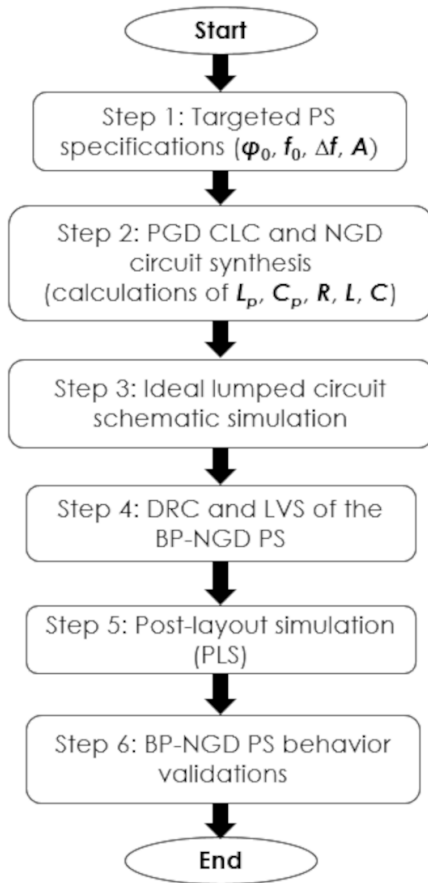 Start
Step 1: Targeted PS
specifications (φ₀, f₀, Δf, A)
Step 2: PGD CLC and NGD
circuit synthesis
(calculations of Lₚ, Cₚ, R, L, C)
Step 3: Ideal lumped circuit
schematic simulation
Step 4: DRC and LVS of the
BP-NGD PS
Step 5: Post-layout simulation
(PLS)
Step 6: BP-NGD PS behavior
validations
End